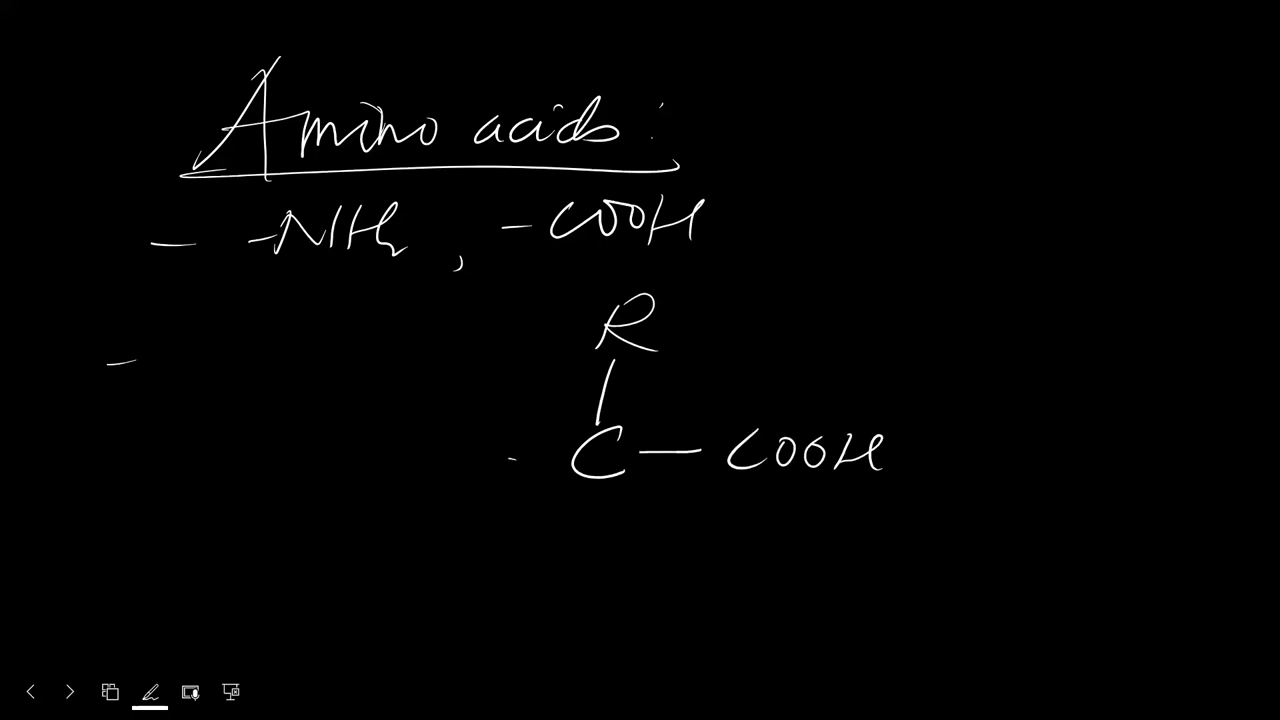 Amino acids:
- -NH2, -COOH
R
-
C - COOH